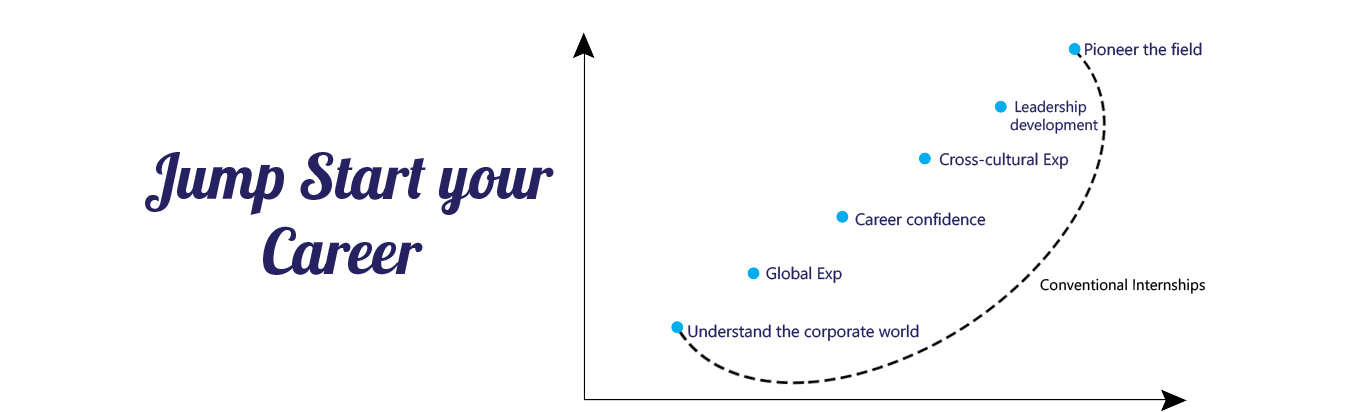 Jump Start your
Career
Pioneer the field
Leadership
development
Cross-cultural Exp
Career confidence
Global Exp
Conventional Internships
Understand the corporate world